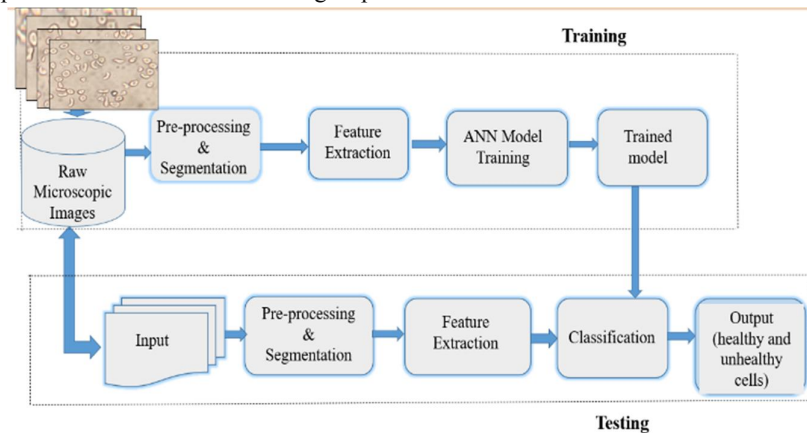 Training
Pre-processing
&
Segmentation
Feature
Extraction
ANN Model
Training
Trained
model
Raw
Microscopic
Images
Input
Pre-processing
&
Segmentation
Feature
Extraction
Classification
Output
(healthy and
unhealthy
cells)
Testing